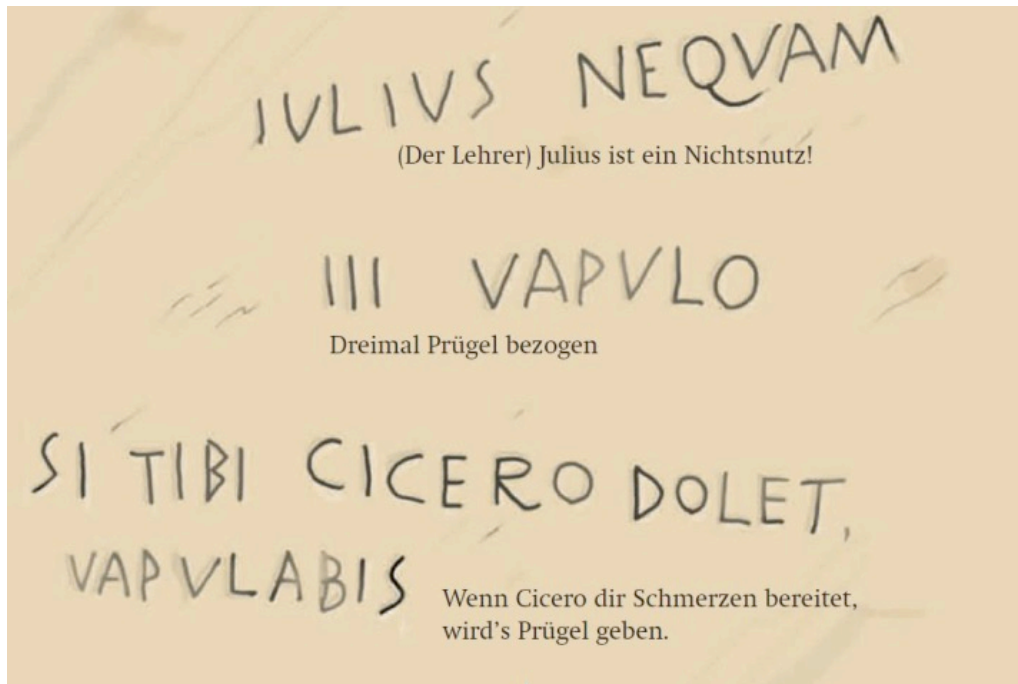 IVLIVS NEQVAM
(Der Lehrer) Julius ist ein Nichtsnutz!
III VAPVLO
Dreimal Prügel bezogen
SI TIBI CICERO DOLET,
VAPVLABIS
Wenn Cicero dir Schmerzen bereitet,
wird's Prügel geben.